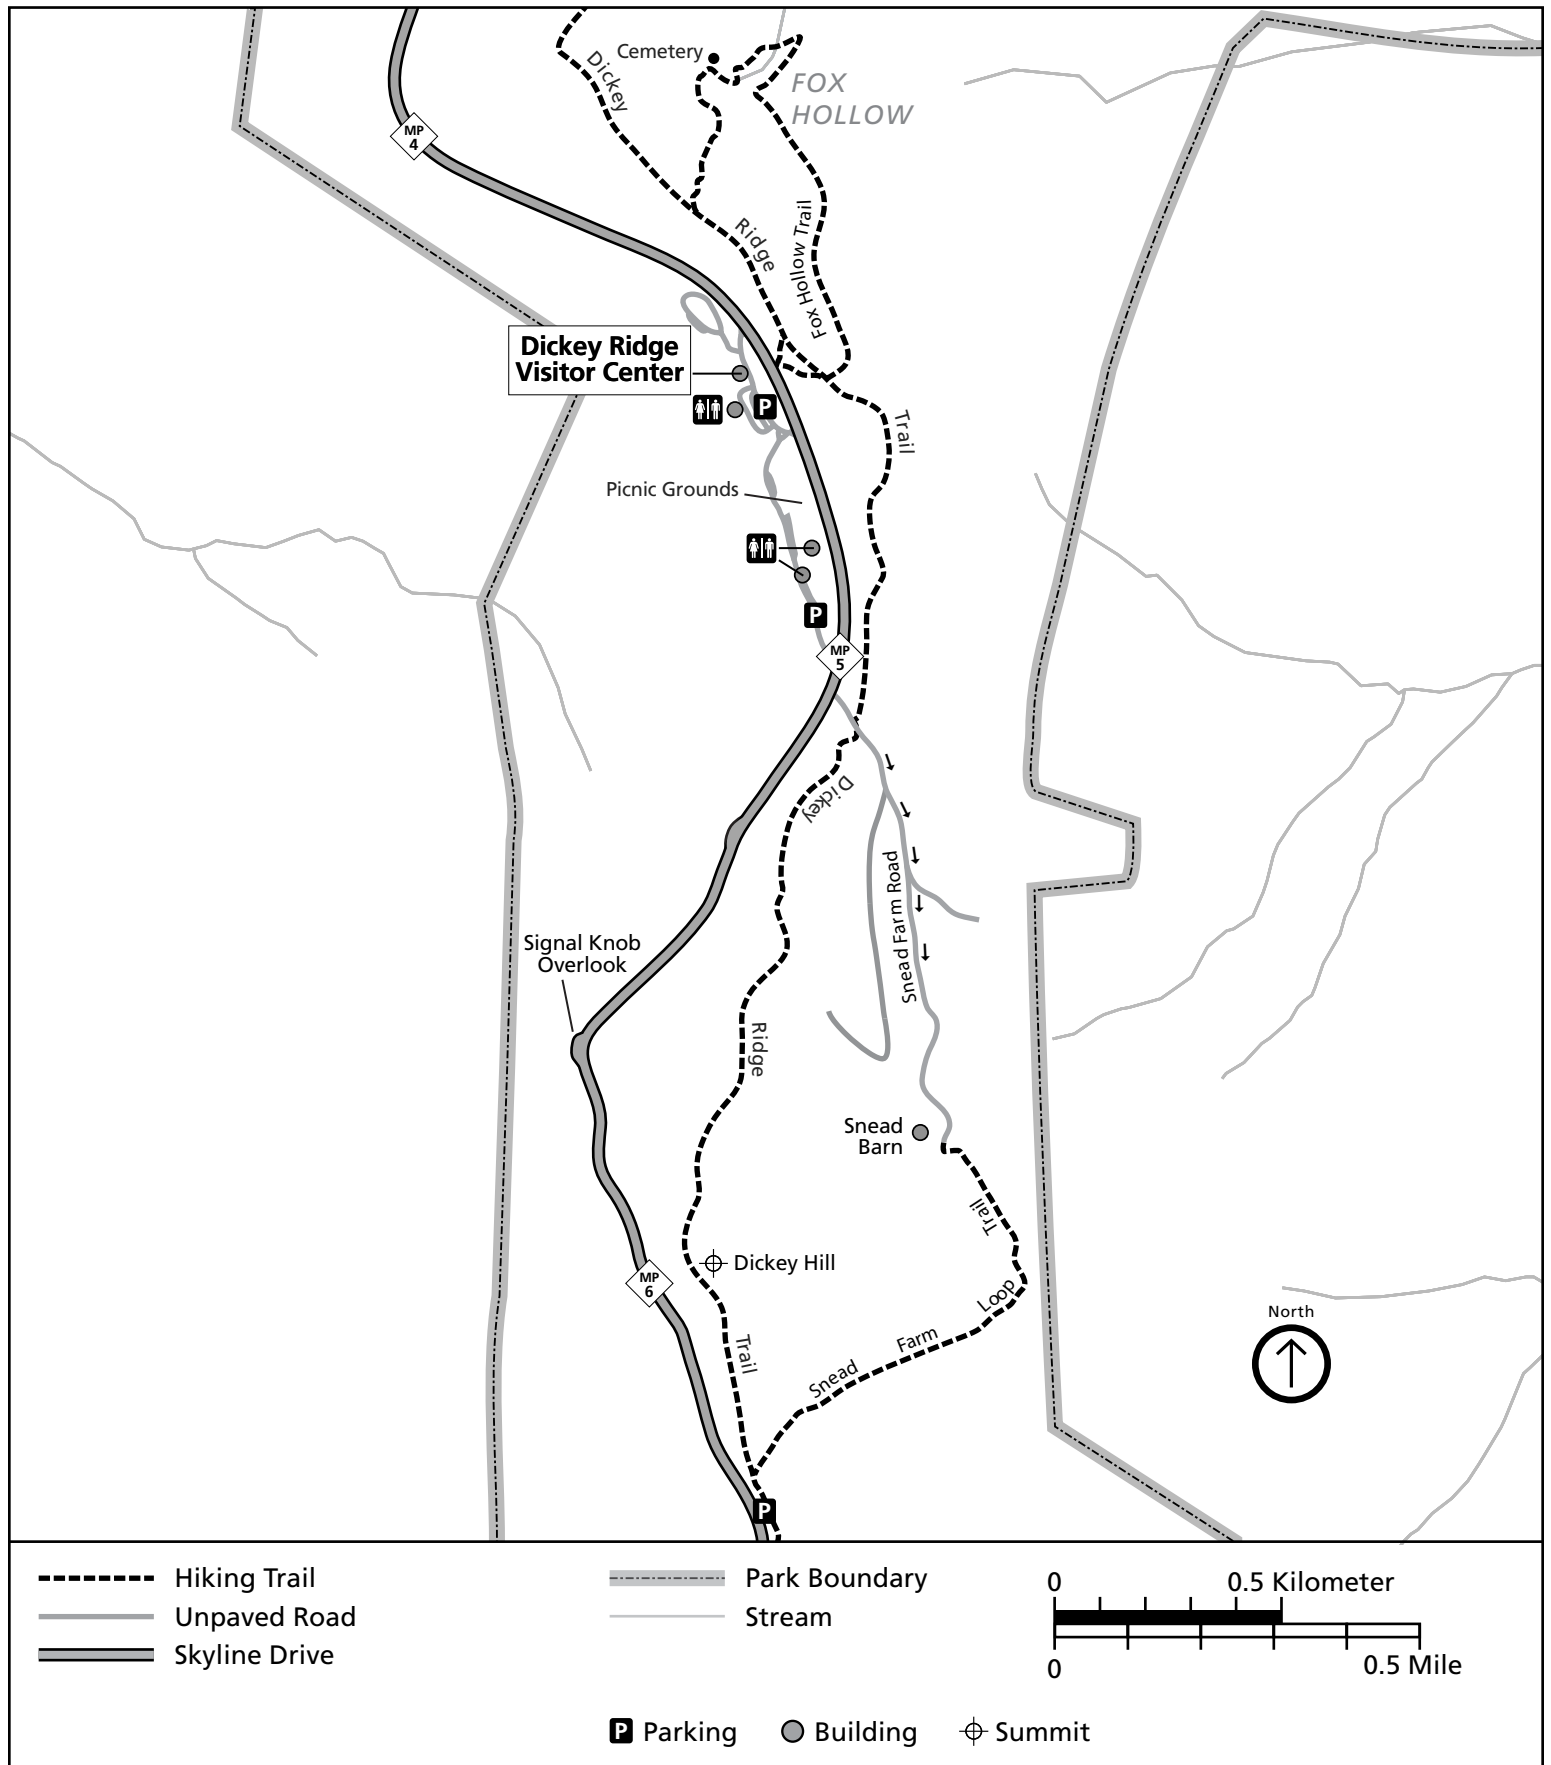 Cemetery
Dickey
FOX
HOLLOW
MP
4
Ridge
Fox Hollow Trail
Dickey Ridge
Visitor Center
P
Trail
Picnic Grounds
P
MP
5
Dickey
Snead Farm Road
Signal Knob
Overlook
Ridge
Snead
Barn
Trail
Dickey Hill
MP
6
Loop
North
Farm
Trail
Snead
P
Hiking Trail
Unpaved Road
Skyline Drive
Park Boundary
Stream
0 0.5 Kilometer
0 0.5 Mile
P Parking
Building
Summit